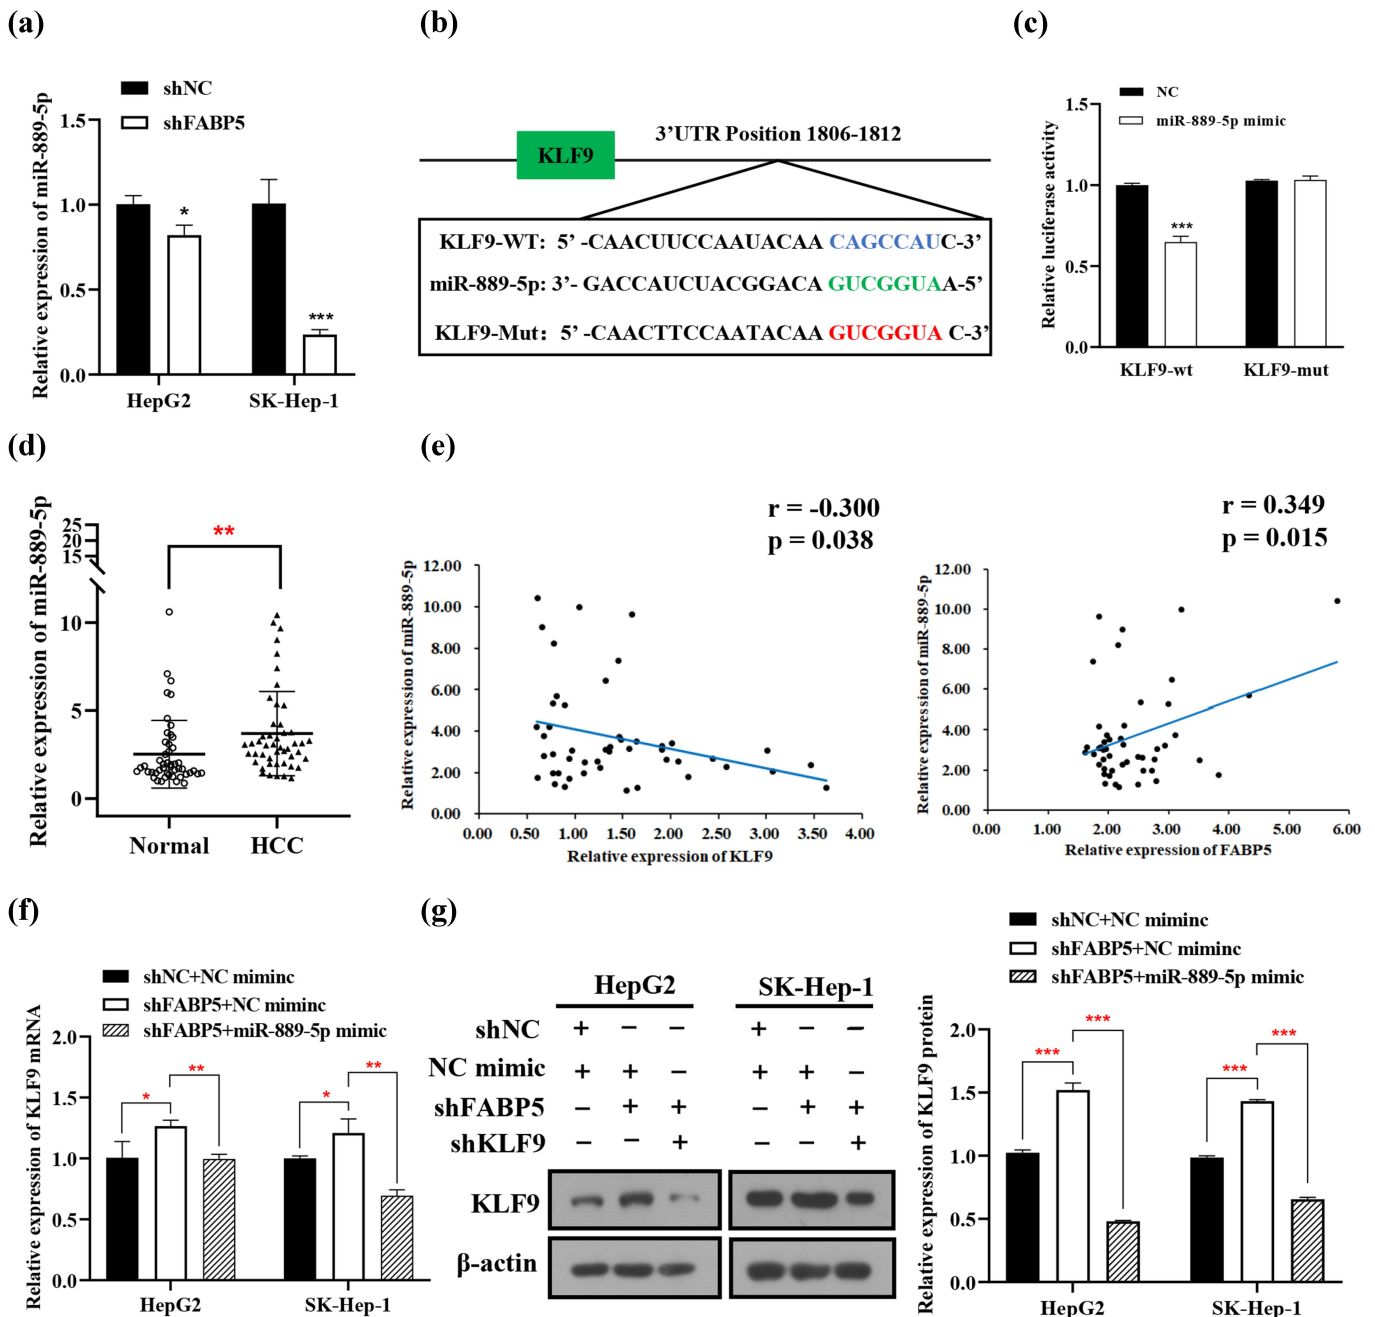 (a)
shNC
shFABP5
Relative expression of miR-889-5p
1.5
1.0
0.5
0.0
*
***
HepG2
SK-Hep-1
(b)
KLF9
3’UTR Position 1806-1812
KLF9-WT: 5’ -CAACUUCCAAUACAA CAGCCAUC-3’
miR-889-5p: 3’- GACCAUCUACGGACA GUCGGUAA-5’
KLF9-Mut: 5’ -CAACTTCCAATACAA GUCGGUA C-3’
(c)
NC
miR-889-5p mimic
Relative luciferase activity
1.5
1.0
0.5
0.0
***
KLF9-wt
KLF9-mut
(d)
Relative expression of miR-889-5p
25
20
15
10
5
0
**
Normal
HCC
(e)
r = -0.300
p = 0.038
Relative expression of miR-889-5p
12.00
10.00
8.00
6.00
4.00
2.00
0.00
0.00 0.50 1.00 1.50 2.00 2.50 3.00 3.50 4.00
Relative expression of KLF9
r = 0.349
p = 0.015
Relative expression of miR-889-5p
12.00
10.00
8.00
6.00
4.00
2.00
0.00
0.00 1.00 2.00 3.00 4.00 5.00 6.00
Relative expression of FABP5
(f)
shNC+NC miminc
shFABP5+NC miminc
shFABP5+miR-889-5p mimic
Relative expression of KLF9 mRNA
2.0
1.5
1.0
0.5
0.0
*
**
*
**
HepG2
SK-Hep-1
(g)
HepG2
SK-Hep-1
shNC + − − + − −
NC mimic + + − + + −
shFABP5 − + + − + +
shKLF9 − − + − − +
KLF9
β-actin
shNC+NC miminc
shFABP5+NC miminc
shFABP5+miR-889-5p mimic
Relative expression of KLF9 protein
2.0
1.5
1.0
0.5
0.0
***
***
***
***
HepG2
SK-Hep-1